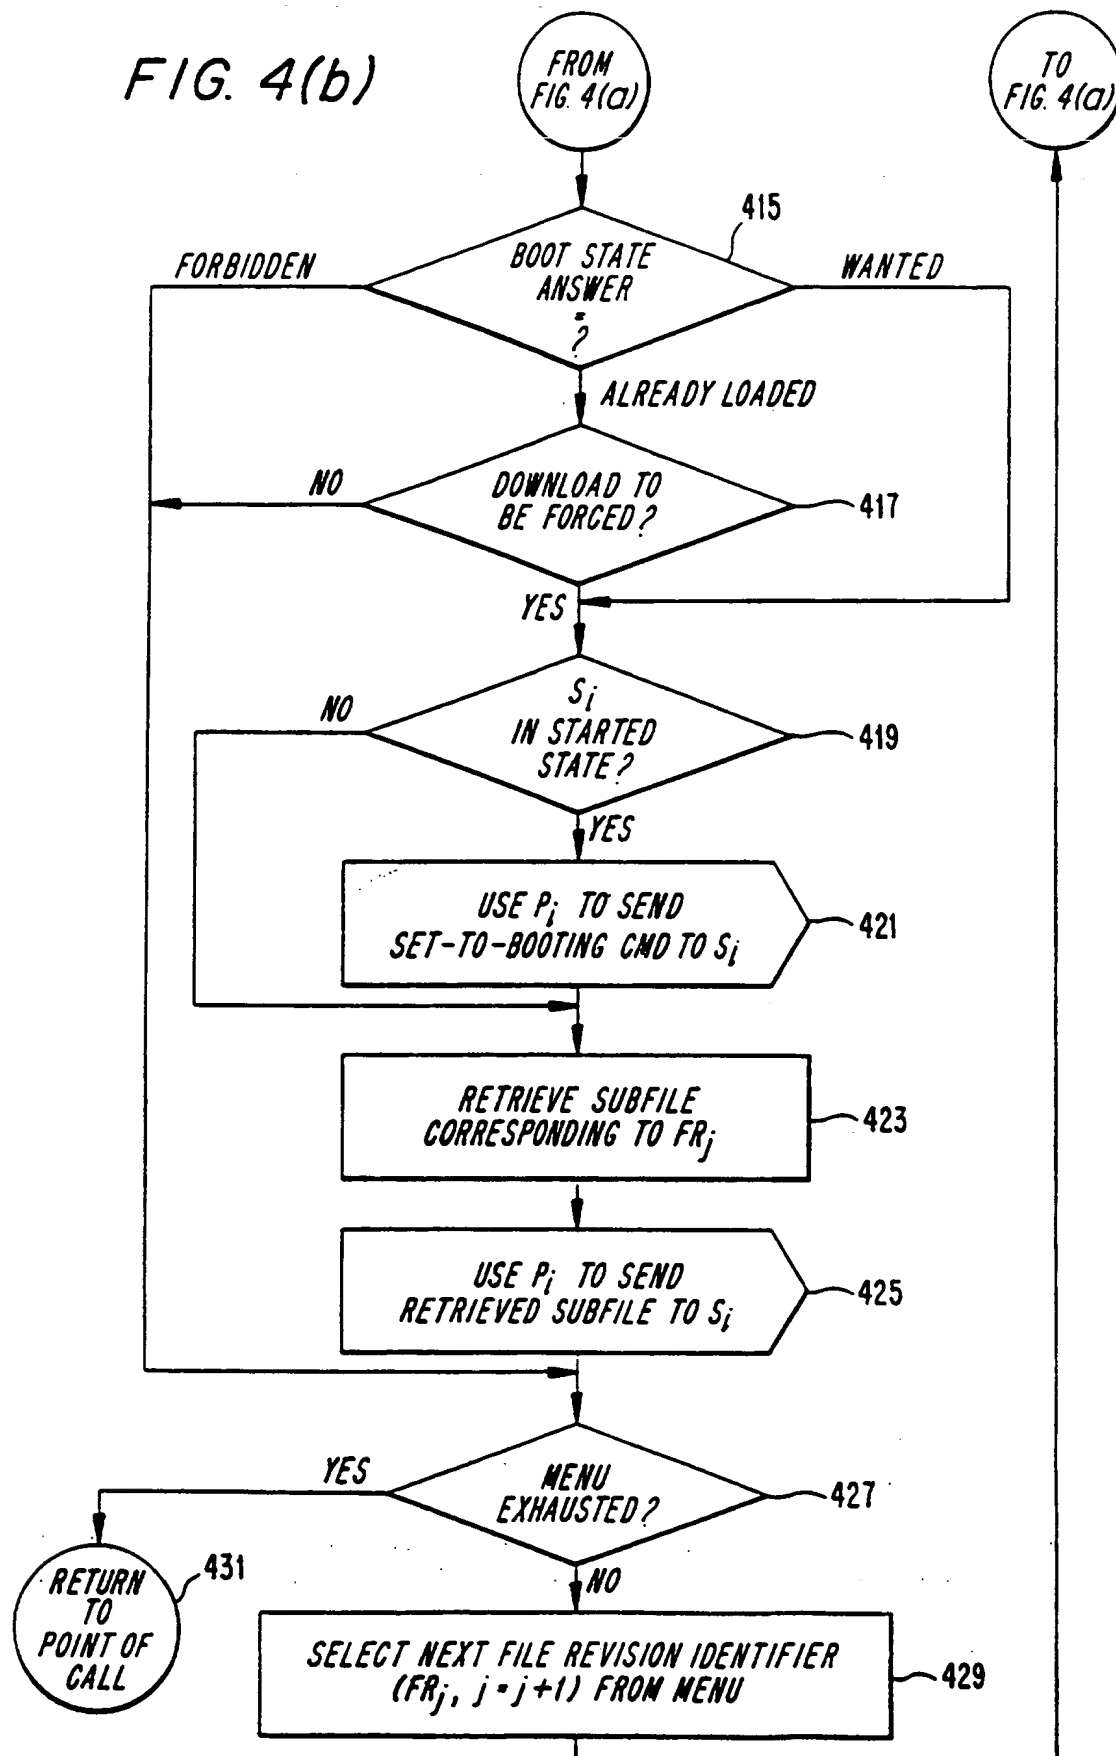 FIG. 4(b)
FROM
FIG. 4(a)
TO
FIG. 4(a)
415
FORBIDDEN
BOOT STATE
ANSWER
=
?
WANTED
ALREADY LOADED
NO
DOWNLOAD TO
BE FORCED?
417
YES
NO
Si
IN STARTED
STATE?
419
YES
USE Pi TO SEND
SET-TO-BOOTING CMD TO Si
421
RETRIEVE SUBFILE
CORRESPONDING TO FRj
423
USE Pi TO SEND
RETRIEVED SUBFILE TO Si
425
YES
MENU
EXHAUSTED?
427
431
RETURN
TO
POINT OF
CALL
NO
SELECT NEXT FILE REVISION IDENTIFIER
(FRj, j=j+1) FROM MENU
429